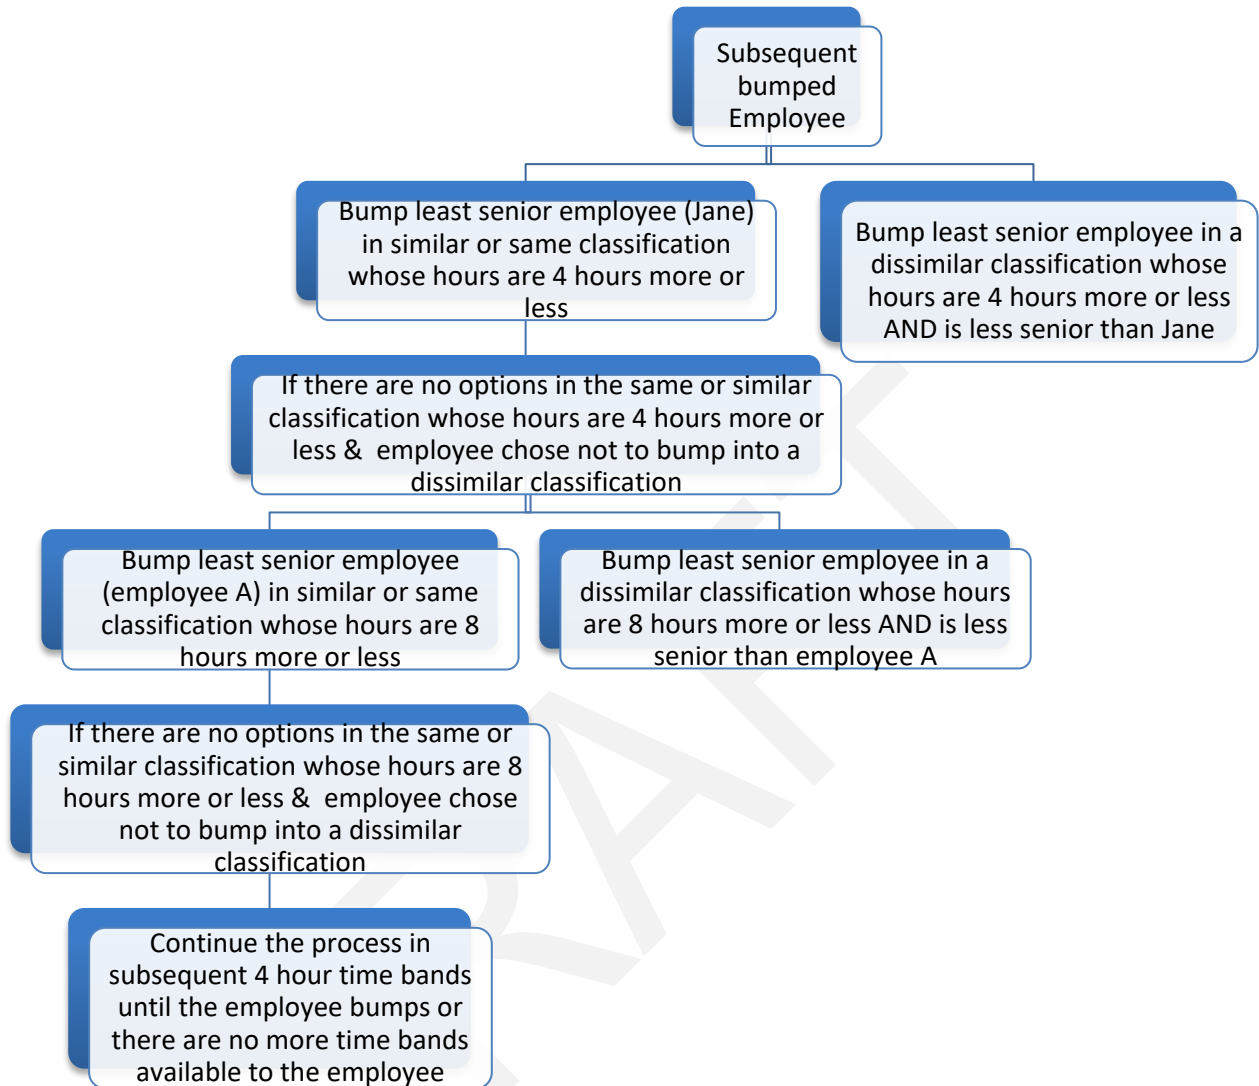 Subsequent
bumped
Employee
Bump least senior employee (Jane)
in similar or same classification
whose hours are 4 hours more or
less
Bump least senior employee in a
dissimilar classification whose
hours are 4 hours more or less
AND is less senior than Jane
If there are no options in the same or similar
classification whose hours are 4 hours more or
less &  employee chose not to bump into a
dissimilar classification
Bump least senior employee
(employee A) in similar or same
classification whose hours are 8
hours more or less
Bump least senior employee in a
dissimilar classification whose hours
are 8 hours more or less AND is less
senior than employee A
If there are no options in the same or
similar classification whose hours are 8
hours more or less &  employee chose
not to bump into a dissimilar
classification
Continue the process in
subsequent 4 hour time bands
until the employee bumps or
there are no more time bands
available to the employee
RAFT